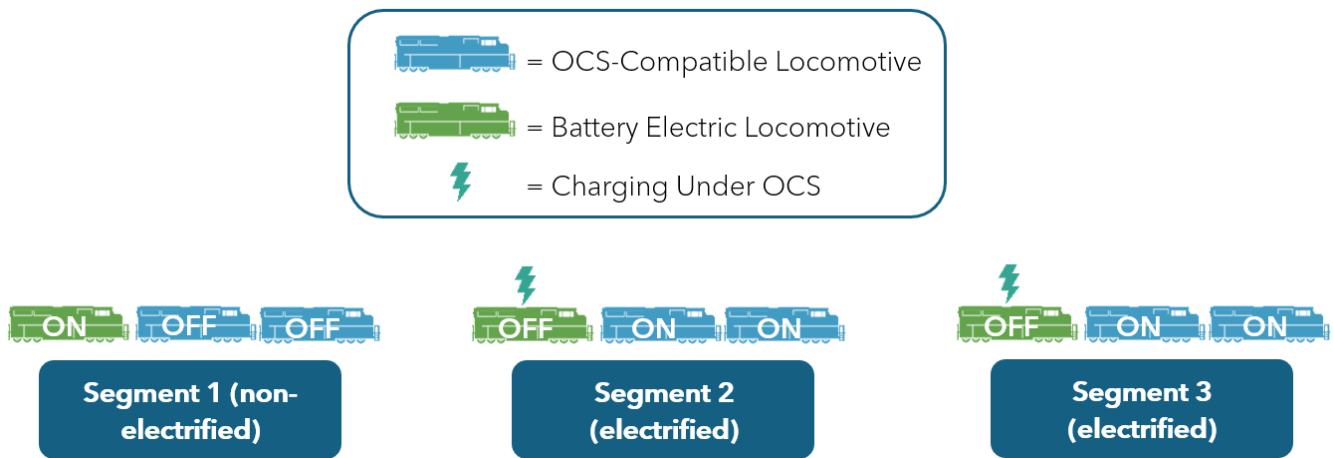 = OCS-Compatible Locomotive
= Battery Electric Locomotive
= Charging Under OCS
ON OFF OFF
OFF ON ON
OFF ON ON
Segment 1 (non-
electrified)
Segment 2
(electrified)
Segment 3
(electrified)